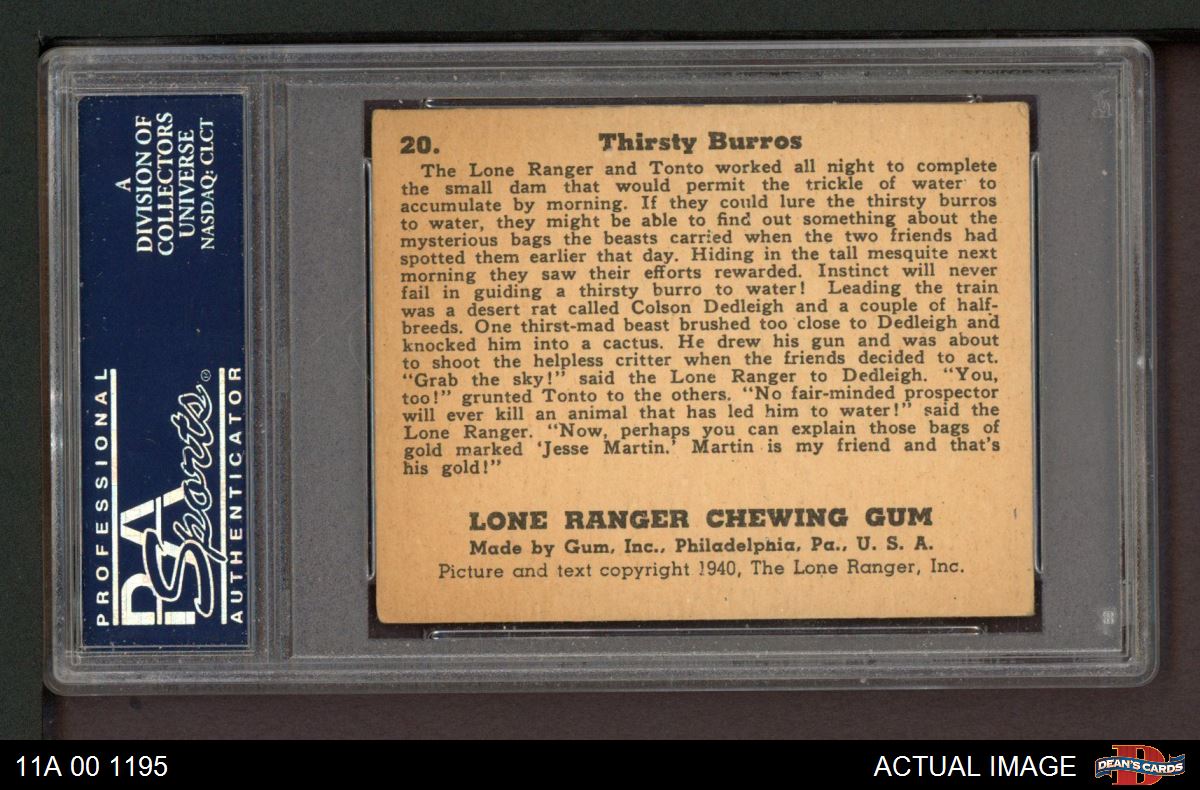 A
DIVISION OF
COLLECTORS
UNIVERSE
NASDAQ: CLCT
PROFESSIONAL
PSA
Sports
AUTHENTICATOR
20.
Thirsty Burros
The Lone Ranger and Tonto worked all night to complete
the small dam that would permit the trickle of water to
accumulate by morning. If they could lure the thirsty burros
to water, they might be able to find out something about the
mysterious bags the beasts carried when the two friends had
spotted them earlier that day. Hiding in the tall mesquite next
morning they saw their efforts rewarded. Instinct will never
fail in guiding a thirsty burro to water! Leading the train
was a desert rat called Colson Dedleigh and a couple of half-
breeds. One thirst-mad beast brushed too close to Dedleigh and
knocked him into a cactus. He drew his gun and was about
to shoot the helpless critter when the friends decided to act.
“Grab the sky!” said the Lone Ranger to Dedleigh. “You,
too!” grunted Tonto to the others. “No fair-minded prospector
will ever kill an animal that has led him to water!” said the
Lone Ranger. “Now, perhaps you can explain those bags of
gold marked ‘Jesse Martin.’ Martin is my friend and that’s
his gold!”
LONE RANGER CHEWING GUM
Made by Gum, Inc., Philadelphia, Pa., U. S. A.
Picture and text copyright 1940, The Lone Ranger, Inc.
11A 00 1195
ACTUAL IMAGE
DEAN'S CARDS